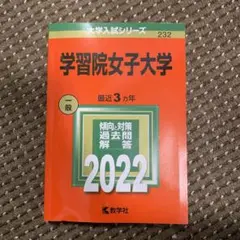 大学入試シリーズ
232
学習院女子大学
最近3カ年
一般
傾向と対策
過去問
解答
2022
教学社